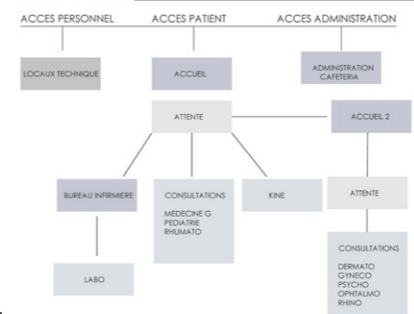 ACCES PERSONNEL
ACCES PATIENT
ACCES ADMINISTRATION
LOCAUX TECHNIQUE
ACCUEIL
ADMINISTRATION
CAFETERIA
ATTENTE
ACCUEIL 2
BUREAU INFIRMIERE
CONSULTATIONS
MEDECINE G
PEDIATRIE
RHUMATO
KINE
ATTENTE
LABO
CONSULTATIONS
DERMATO
GYNECO
PSYCHO
OPHTALMO
RHINO